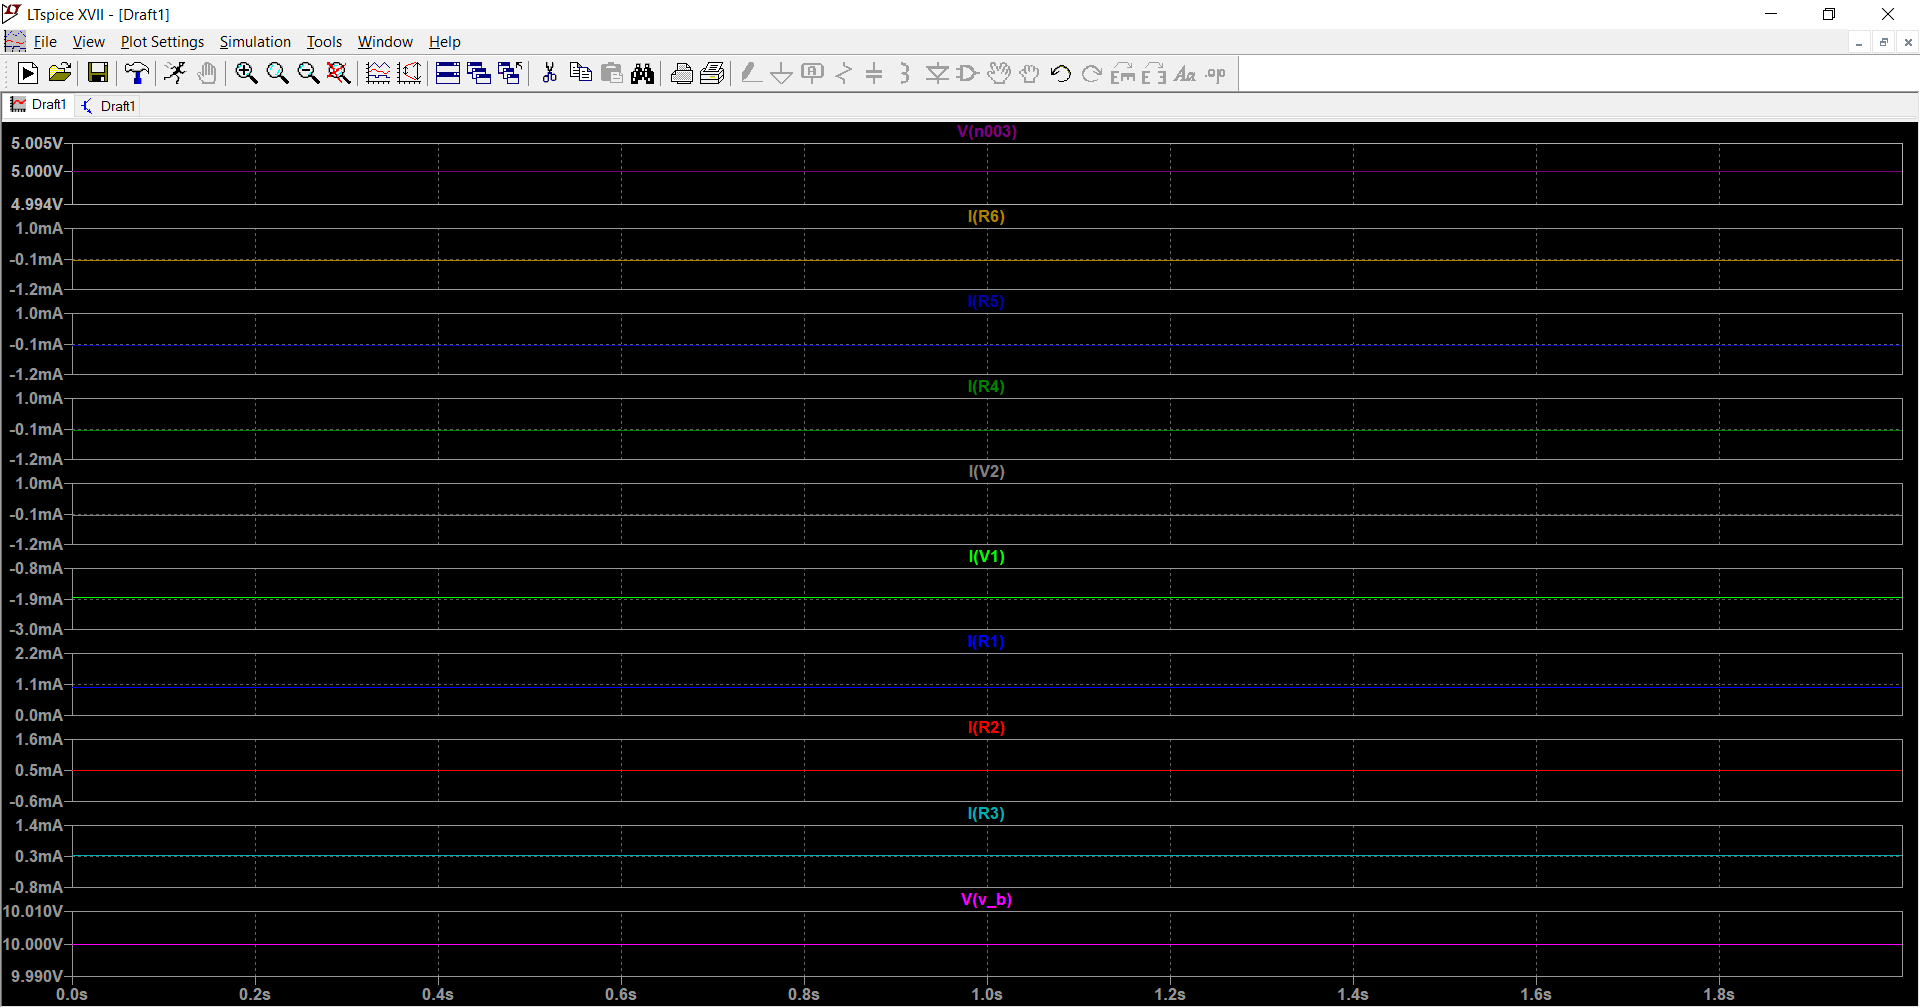 LTspice XVII - [Draft1]
File View Plot Settings Simulation Tools Window Help
Draft1 Draft1
V(n003)
5.005V
5.000V
4.994V
I(R6)
1.0mA
-0.1mA
-1.2mA
I(R5)
1.0mA
-0.1mA
-1.2mA
I(R4)
1.0mA
-0.1mA
-1.2mA
I(V2)
1.0mA
-0.1mA
-1.2mA
I(V1)
-0.8mA
-1.9mA
-3.0mA
I(R1)
2.2mA
1.1mA
0.0mA
I(R2)
1.6mA
0.5mA
-0.6mA
I(R3)
1.4mA
0.3mA
-0.8mA
V(v_b)
10.010V
10.000V
9.990V
0.0s 0.2s 0.4s 0.6s 0.8s 1.0s 1.2s 1.4s 1.6s 1.8s